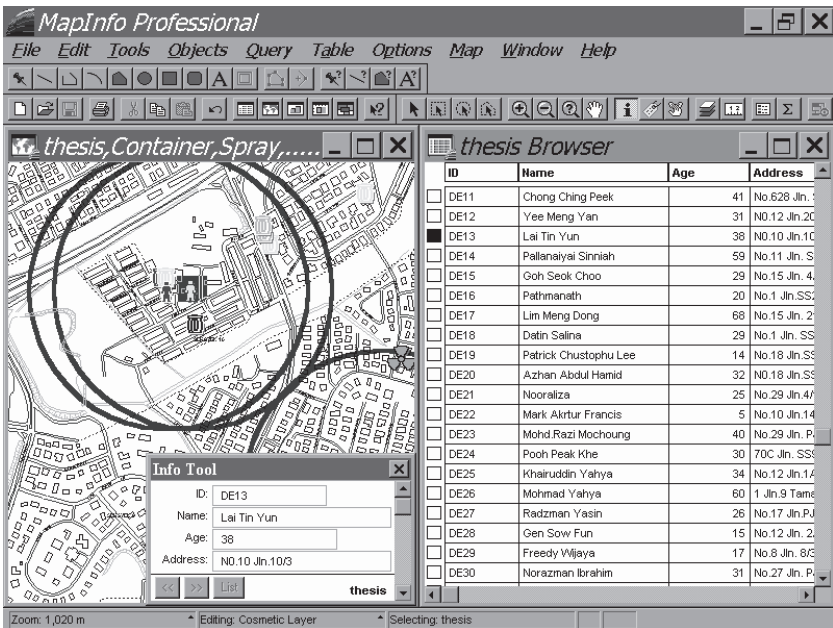 MapInfo Professional
File Edit Tools Objects Query Table Options Map Window Help
thesis,Container,Spray,......
thesis Browser
ID Name Age Address
DE11 Chong Ching Peek 41 No.628 Jln.
DE12 Yee Meng Yan 31 N0.12 Jln.20
DE13 Lai Tin Yun 38 N0.10 Jln.10
DE14 Pallanaiyai Sinniah 59 No.11 Jln. S
DE15 Goh Seok Choo 29 No.15 Jln. 4
DE16 Pathmanath 20 No.1 Jln.SS2
DE17 Lim Meng Dong 68 No.15 Jln. 2
DE18 Datin Salina 29 No.1 Jln. SS
DE19 Patrick Chustophu Lee 14 No.18 Jln.SS
DE20 Azhan Abdul Hamid 32 N0.18 Jln.SS
DE21 Nooraliza 25 No.29 Jln.4/
DE22 Mark Akrtur Francis 5 No.10 Jln.14
DE23 Mohd.Razi Mochoung 40 No.29 Jln. P
DE24 Pooh Peak Khe 30 70C Jln. SS
DE25 Khairuddin Yahya 34 No.12 Jln.1
DE26 Mohmad Yahya 60 1 Jln.9 Tama
DE27 Radzman Yasin 26 No.17 Jln.PJ
DE28 Gen Sow Fun 15 No.12 Jln. 2
DE29 Freedy Wijaya 17 No.8 Jln. 8/3
DE30 Norazman Ibrahim 31 No.27 Jln. P
Info Tool
ID: DE13
Name: Lai Tin Yun
Age: 38
Address: N0.10 Jln.10/3
<< >> List thesis
Zoom: 1,020 m Editing: Cosmetic Layer Selecting: thesis